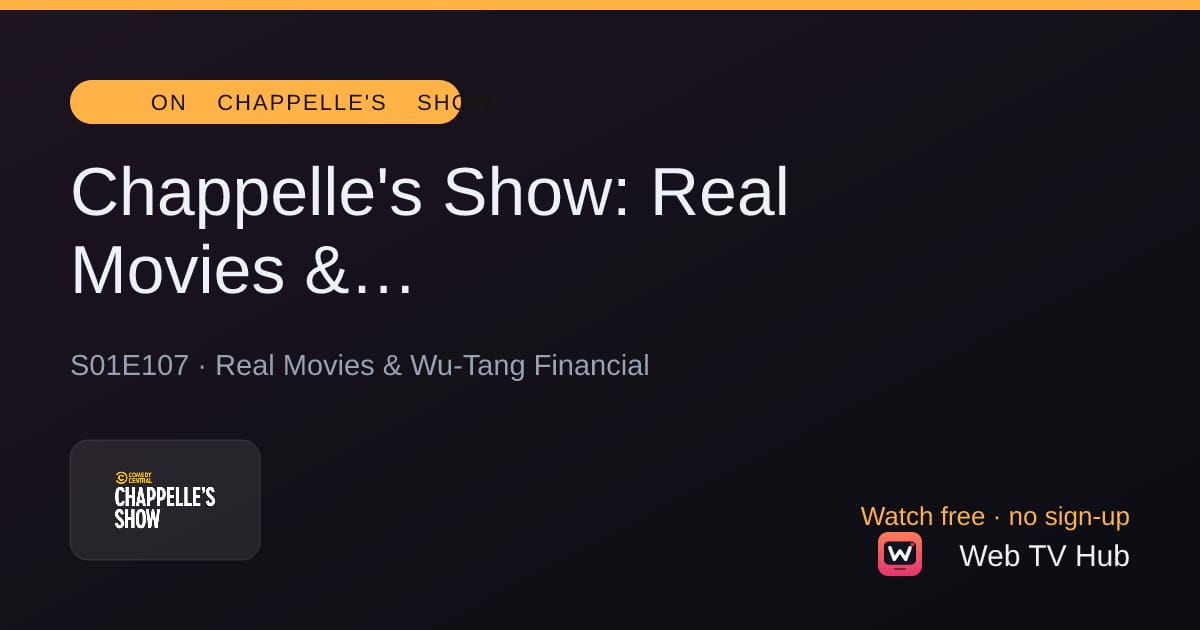 ON CHAPPELLE'S SHOW
Chappelle's Show: Real
Movies &…
S01E107 · Real Movies & Wu-Tang Financial
COMEDY
CENTRAL
CHAPPELLE'S
SHOW
Watch free · no sign-up
W
Web TV Hub